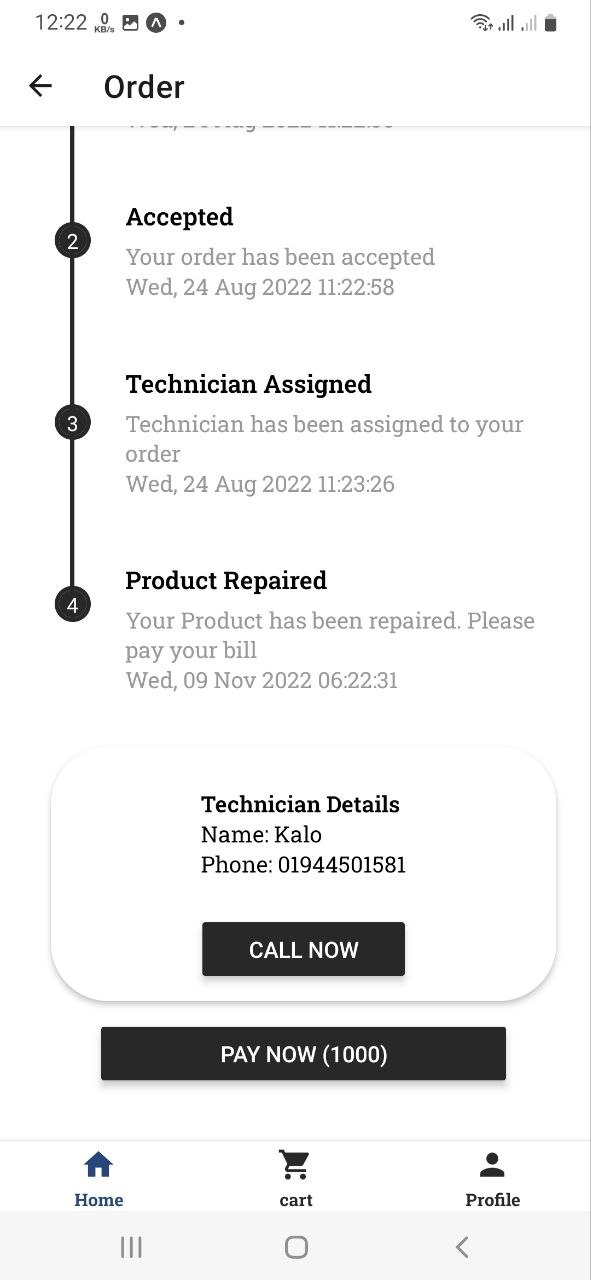 12:22 0 KB/s
Order
Accepted
2
Your order has been accepted
Wed, 24 Aug 2022 11:22:58
Technician Assigned
3
Technician has been assigned to your
order
Wed, 24 Aug 2022 11:23:26
Product Repaired
4
Your Product has been repaired. Please
pay your bill
Wed, 09 Nov 2022 06:22:31
Technician Details
Name: Kalo
Phone: 01944501581
CALL NOW
PAY NOW (1000)
Home cart Profile